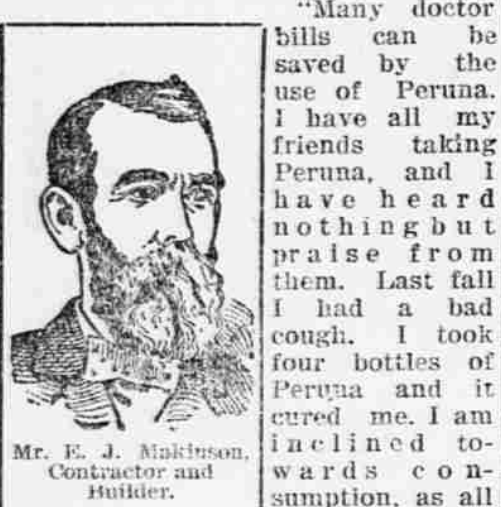 "Many doctor
bills can be
saved by the
use of Peruna.
I have all my
friends taking
Peruna, and I
have heard
nothing but
praise from
them. Last fall
I had a bad
cough. I took
four bottles of
Peruna and it
cured me. I am
inclined to-
wards con-
sumption, as all
Mr. E. J. Makinson,
Contractor and
Builder.